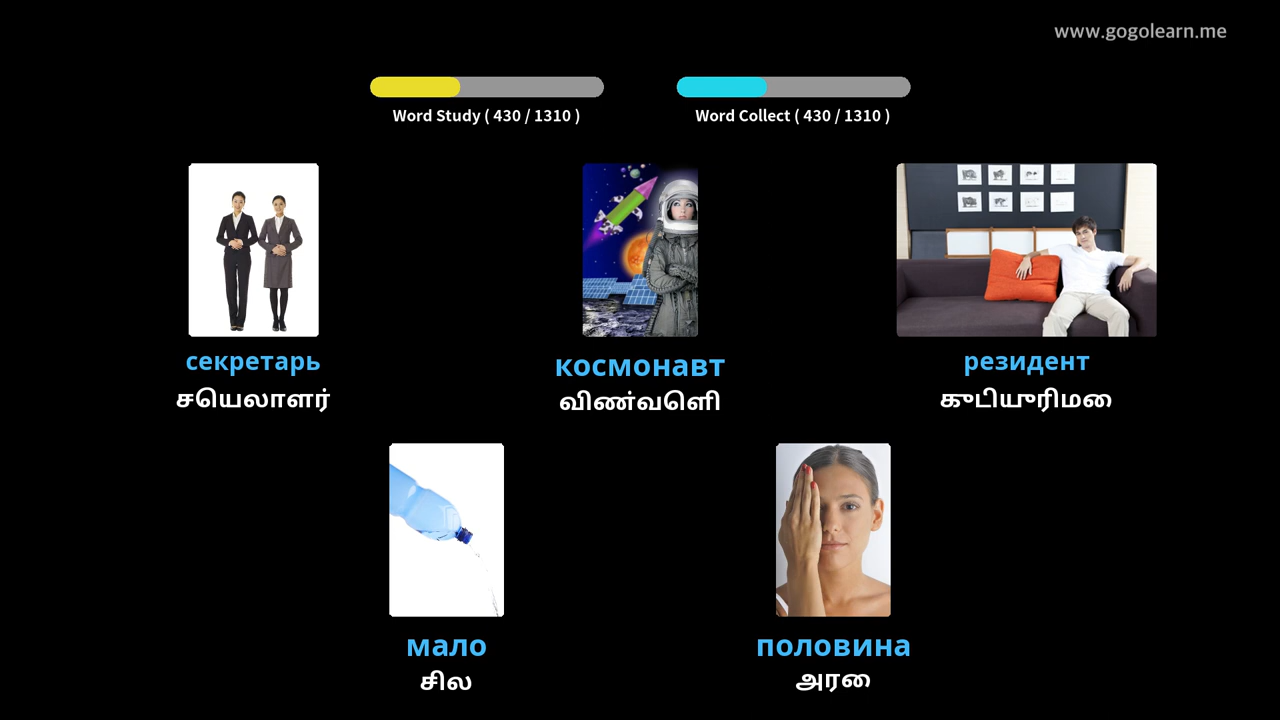 www.gogolearn.me
Word Study ( 430 / 1310 )
Word Collect ( 430 / 1310 )
секретарь
சயெலாளர்
космонавт
விண்வளெி
резидент
குடியுரிமை
мало
சில
половина
அரை